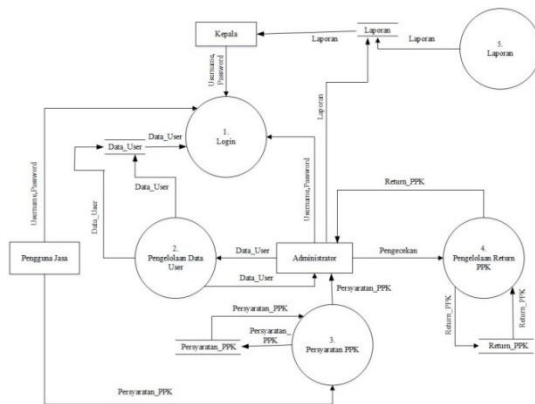 Kepala
Laporan
Laporan
Laporan
5.
Laporan
Username,
Password
Laporan
1.
Login
Data_User
Data_User
Data_User
Username,Password
Username,Password
Data_User
Return_PPK
Pengguna Jasa
2.
Pengelolaan Data
User
Data_User
Data_User
Administrator
Pengecekan
4.
Pengelolaan Return
PPK
Persyaratan_PPK
Persyaratan_PPK
Persyaratan_
PPK
Persyaratan_PPK
3.
Persyaratan PPK
Return_PPK
Return_PPK
Return_PPK
Persyaratan_PPK